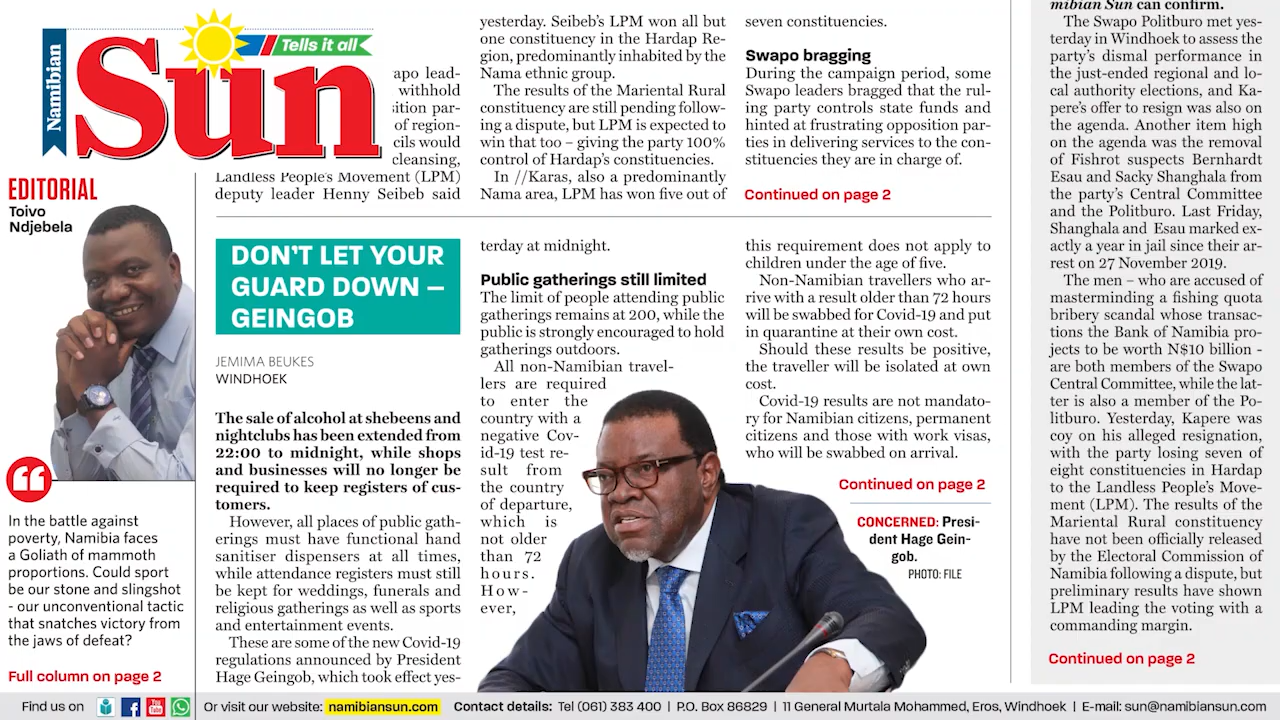 Namibian
Sun
Tells it all
apo lead-
withhold
ition par-
of region-
cils would
cleansing,
Landless People's Movement (LPM)
deputy leader Henny Seibeb said
yesterday. Seibeb's LPM won all but
one constituency in the Hardap Re-
gion, predominantly inhabited by the
Nama ethnic group.
The results of the Mariental Rural
constituency are still pending follow-
ing a dispute, but LPM is expected to
win that too – giving the party 100%
control of Hardap's constituencies.
In //Karas, also a predominantly
Nama area, LPM has won five out of
seven constituencies.
Swapo bragging
During the campaign period, some
Swapo leaders bragged that the rul-
ing party controls state funds and
hinted at frustrating opposition par-
ties in delivering services to the con-
stituencies they are in charge of.
Continued on page 2
EDITORIAL
Toivo
Ndjebela
In the battle against
poverty, Namibia faces
a Goliath of mammoth
proportions. Could sport
be our stone and slingshot
- our unconventional tactic
that snatches victory from
the jaws of defeat?
Full column on page 2
DON'T LET YOUR
GUARD DOWN –
GEINGOB
JEMIMA BEUKES
WINDHOEK
The sale of alcohol at shebeens and
nightclubs has been extended from
22:00 to midnight, while shops
and businesses will no longer be
required to keep registers of cus-
tomers.
However, all places of public gath-
erings must have functional hand
sanitiser dispensers at all times,
while attendance registers must still
be kept for weddings, funerals and
religious gatherings as well as sports
and entertainment events.
These are some of the new Covid-19
regulations announced by President
Hage Geingob, which took effect yes-
terday at midnight.
Public gatherings still limited
The limit of people attending public
gatherings remains at 200, while the
public is strongly encouraged to hold
gatherings outdoors.
All non-Namibian travel-
lers are required
to enter the
country with a
negative Cov-
id-19 test re-
sult from
the country
of departure,
which is
not older
than 72
hours.
How-
ever,
this requirement does not apply to
children under the age of five.
Non-Namibian travellers who ar-
rive with a result older than 72 hours
will be swabbed for Covid-19 and put
in quarantine at their own cost.
Should these results be positive,
the traveller will be isolated at own
cost.
Covid-19 results are not mandato-
ry for Namibian citizens, permanent
citizens and those with work visas,
who will be swabbed on arrival.
Continued on page 2
CONCERNED: Presi-
dent Hage Gein-
gob.
PHOTO: FILE
mibian Sun can confirm.
The Swapo Politburo met yes-
terday in Windhoek to assess the
party's dismal performance in
the just-ended regional and lo-
cal authority elections, and Ka-
pere's offer to resign was also on
the agenda. Another item high
on the agenda was the removal
of Fishrot suspects Bernhardt
Esau and Sacky Shanghala from
the party's Central Committee
and the Politburo. Last Friday,
Shanghala and Esau marked ex-
actly a year in jail since their ar-
rest on 27 November 2019.
The men – who are accused of
masterminding a fishing quota
bribery scandal whose transac-
tions the Bank of Namibia pro-
jects to be worth N$10 billion -
are both members of the Swapo
Central Committee, while the lat-
ter is also a member of the Po-
litburo. Yesterday, Kapere was
coy on his alleged resignation,
with the party losing seven of
eight constituencies in Hardap
to the Landless People's Move-
ment (LPM). The results of the
Mariental Rural constituency
have not been officially released
by the Electoral Commission of
Namibia following a dispute, but
preliminary results have shown
LPM leading the voting with a
commanding margin.
Continued on page 2
Find us on You Tube Or visit our website: namibiansun.com Contact details: Tel (061) 383 400 | P.O. Box 86829 | 11 General Murtala Mohammed, Eros, Windhoek | E-mail: sun@namibiansun.com